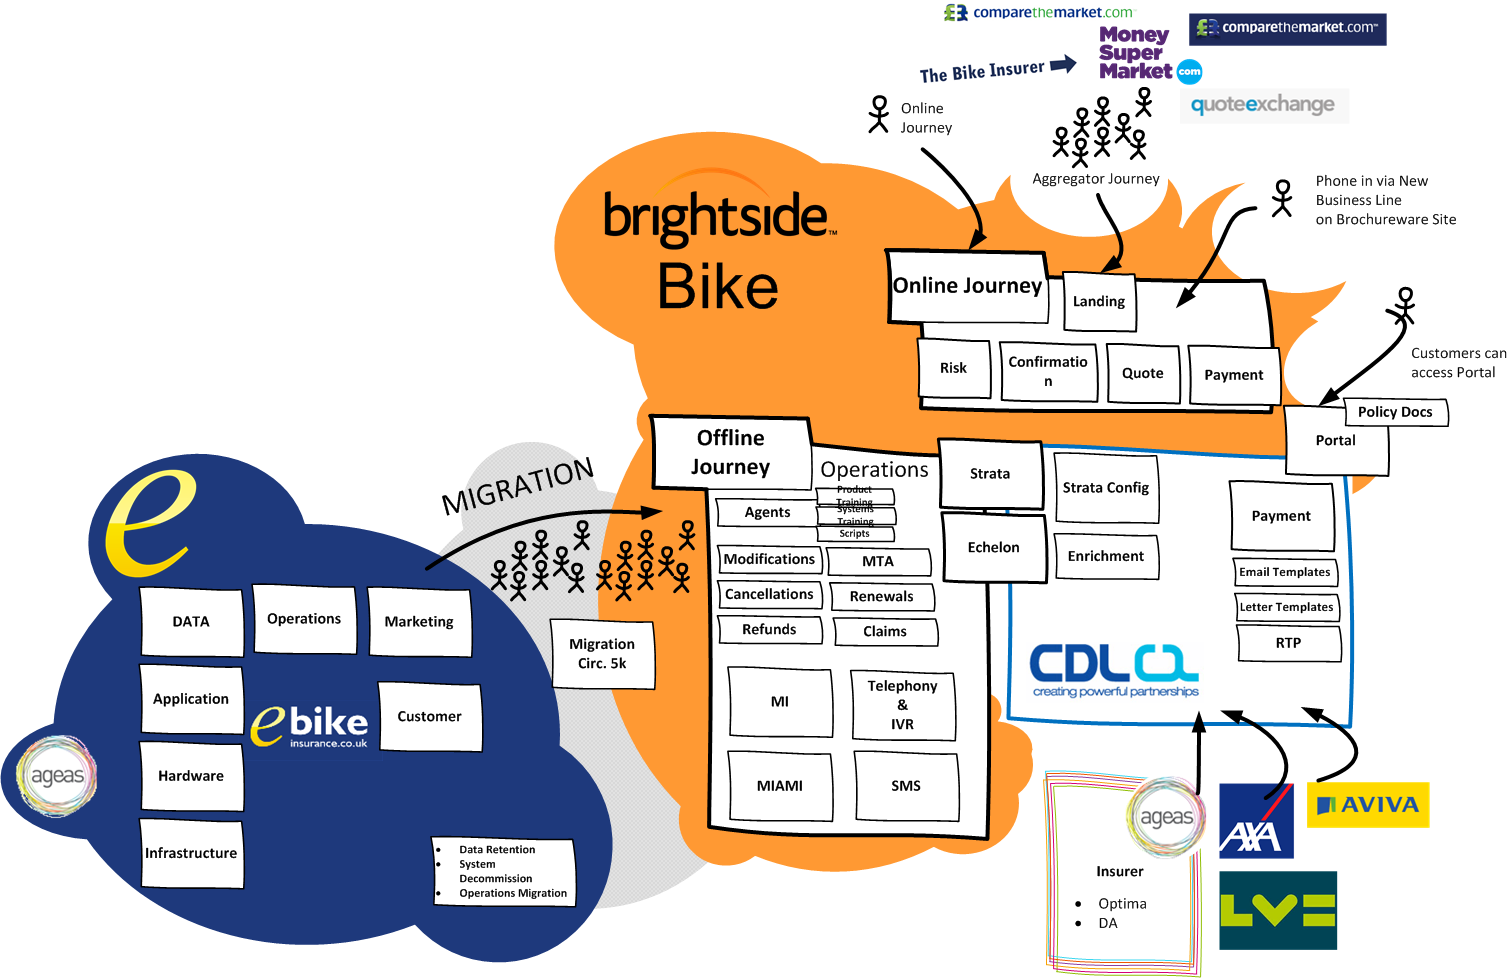 comparethemarket.com™
comparethemarket.com™
Money
Super
Market
com
The Bike Insurer
quoteexchange
Online
Journey
Aggregator Journey
Phone in via New
Business Line
on Brochureware Site
brightside™
Bike
Online Journey
Landing
Risk
Confirmatio
n
Quote
Payment
Customers can
access Portal
Policy Docs
Portal
Offline
Journey
Operations
Product
Training
Systems
Training
Scripts
Agents
Modifications
MTA
Cancellations
Renewals
Refunds
Claims
MI
Telephony
&
IVR
MIAMI
SMS
Strata
Echelon
Strata Config
Enrichment
Payment
Email Templates
Letter Templates
RTP
CDL
creating powerful partnerships
MIGRATION
Migration
Circ. 5k
e
DATA
Operations
Marketing
Application
Customer
ebike
insurance.co.uk
ageas
Hardware
Infrastructure
• Data Retention
• System
Decommission
• Operations Migration
ageas
Insurer
• Optima
• DA
AXA
AVIVA
LV=